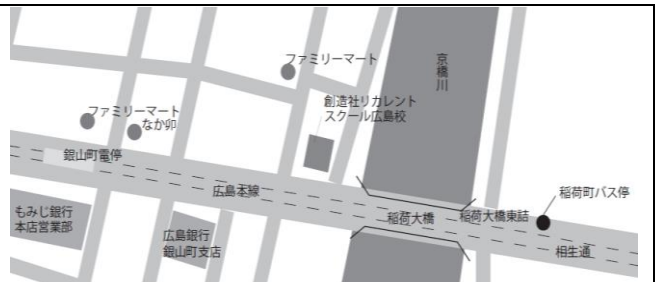 ファミリーマート
京橋川
創造社リカレント
スクール広島校
ファミリーマート
なか卯
銀山町電停
広島本線
稲荷町バス停
もみじ銀行
本店営業部
稲荷大橋
稲荷大橋東詰
広島銀行
銀山町支店
相生通